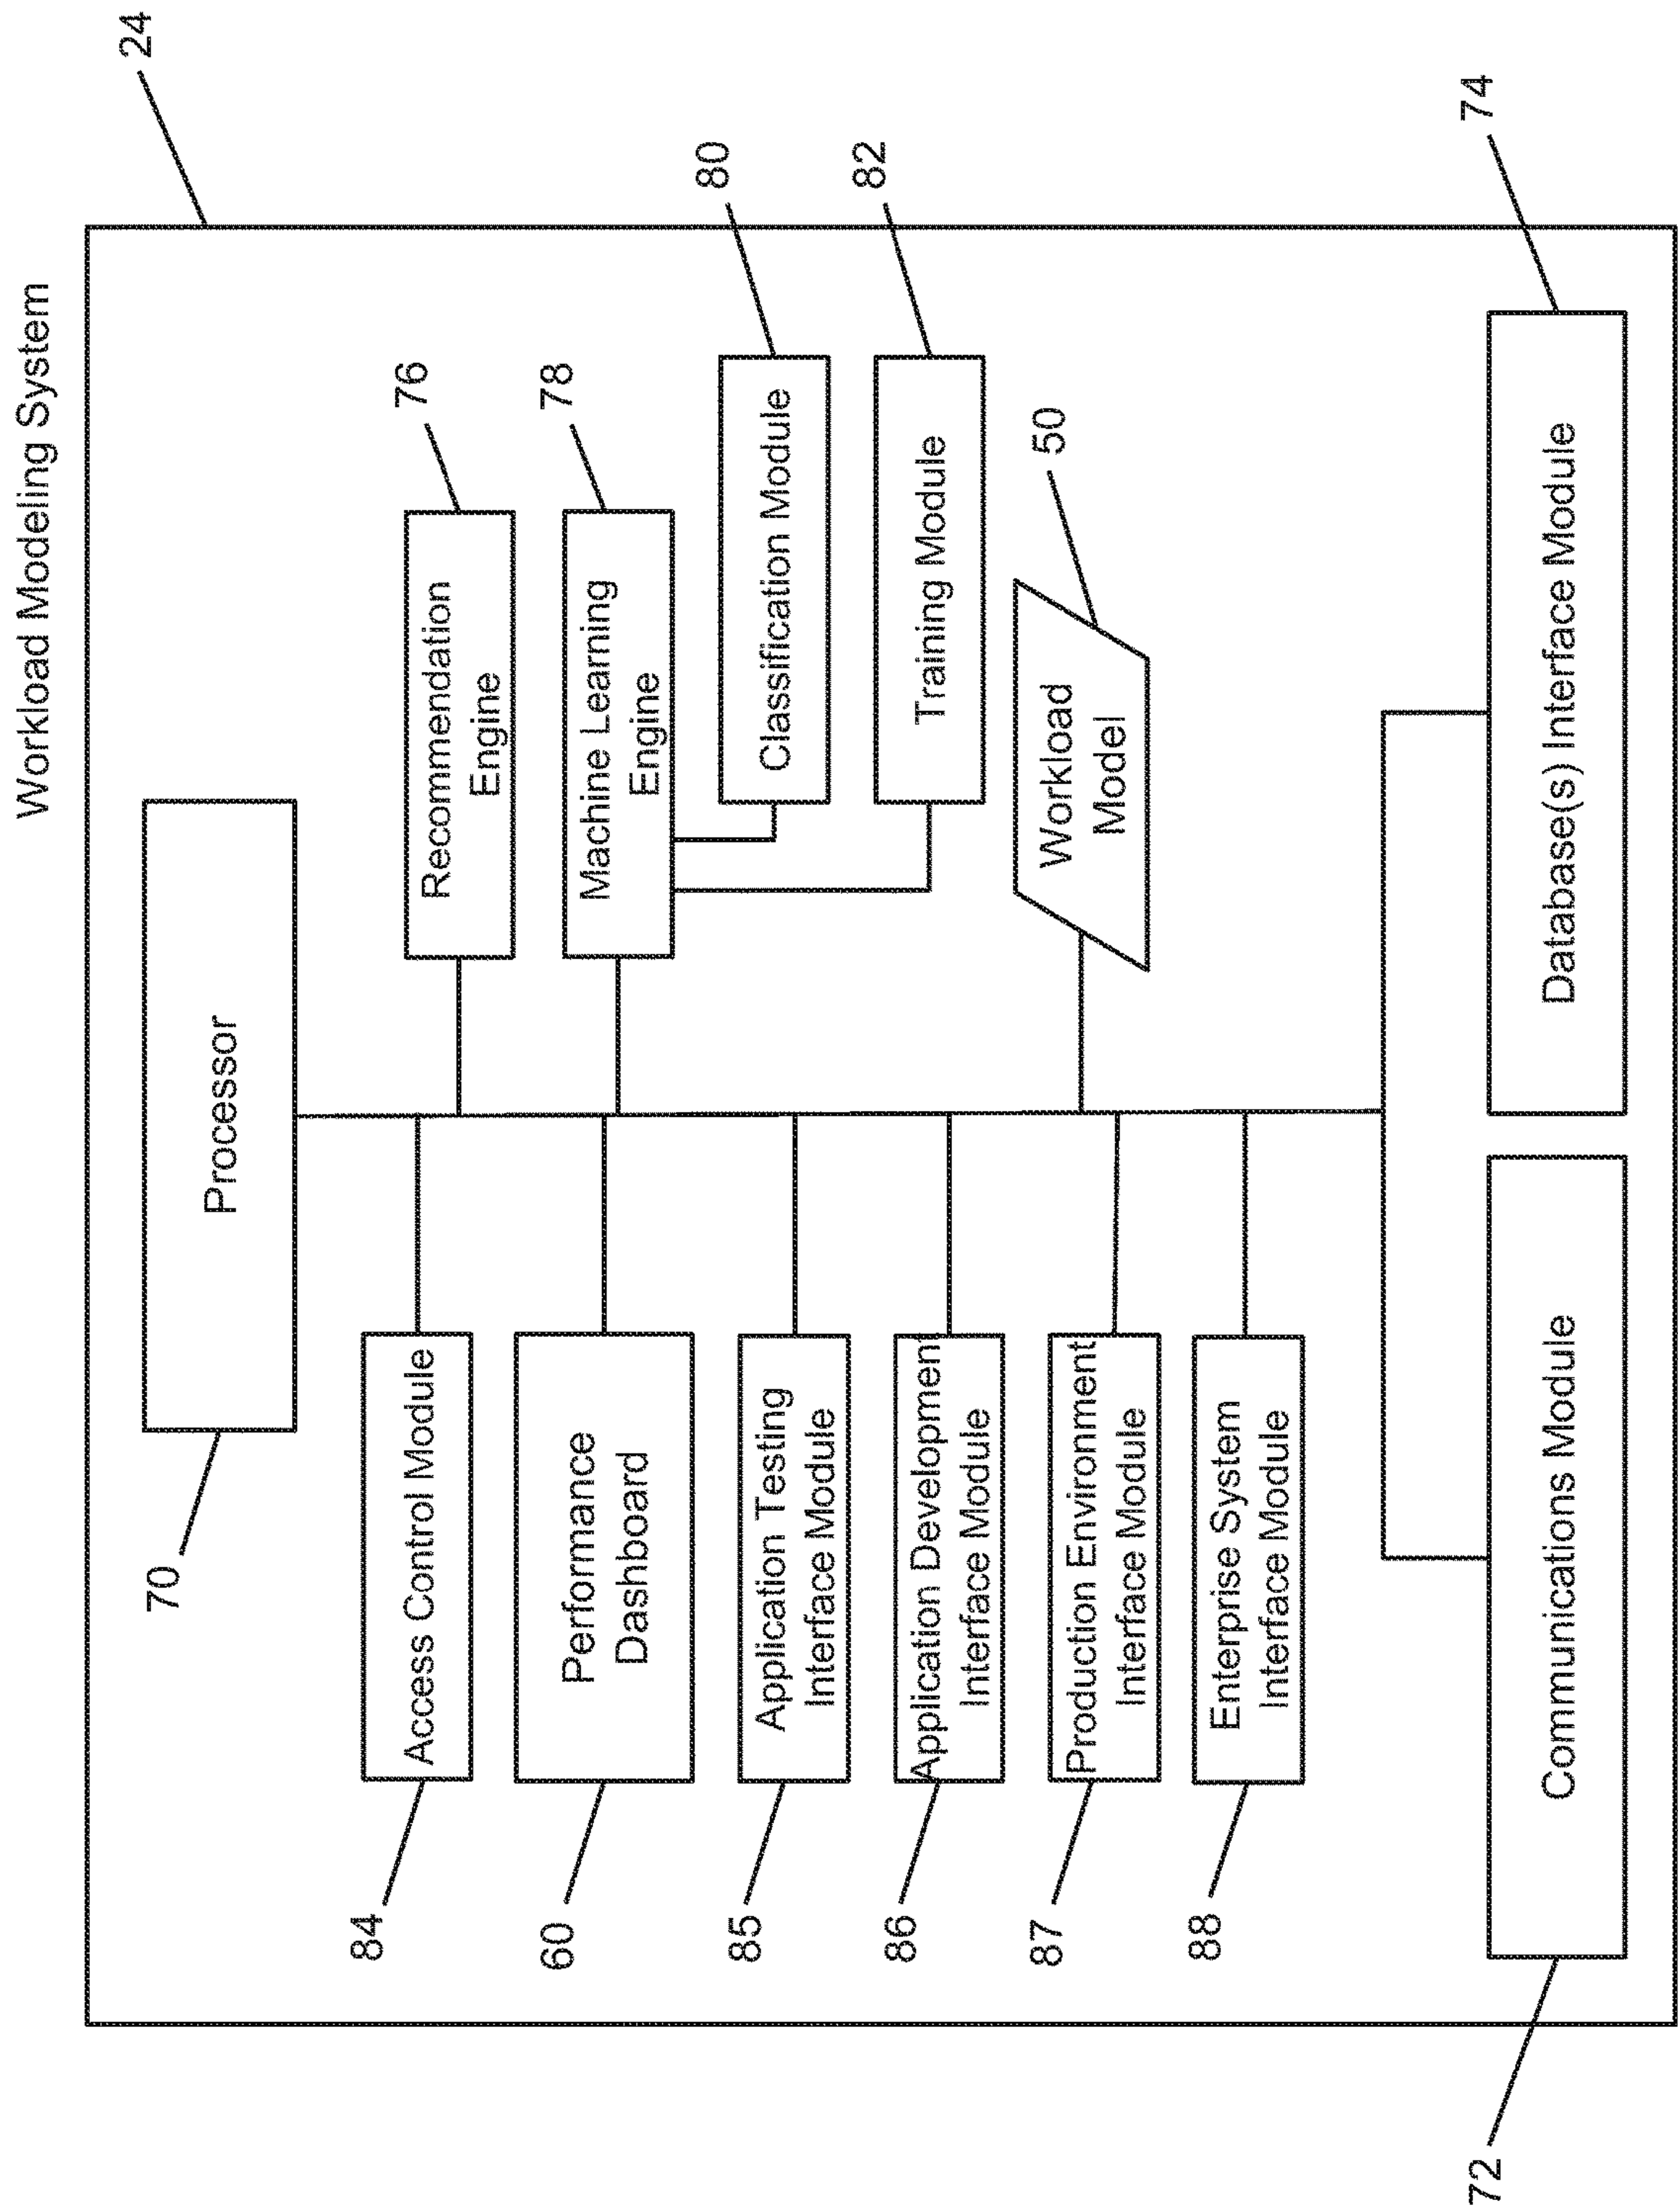 Workload Modeling System
24
Processor
70
Recommendation
Engine
76
Machine Learning
Engine
78
Classification Module
80
Training Module
82
Workload
Model
50
Access Control Module
84
Performance
Dashboard
60
Application Testing
Interface Module
85
Application Development
Interface Module
86
Production Environment
Interface Module
87
Enterprise System
Interface Module
88
Communications Module
72
Database(s) Interface Module
74